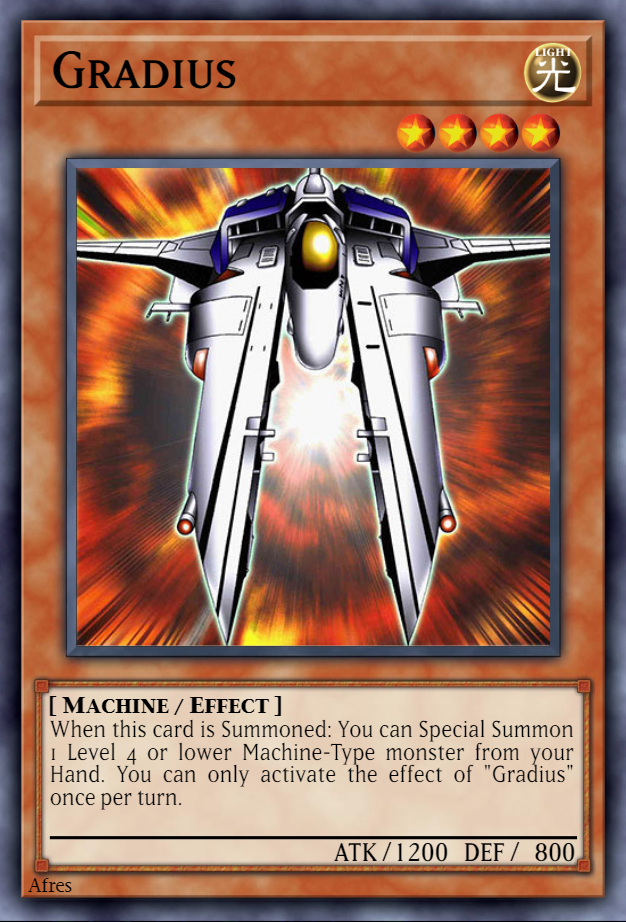 GRADIUS
LIGHT
光
[ MACHINE / EFFECT ]
When this card is Summoned: You can Special Summon
1 Level 4 or lower Machine-Type monster from your
Hand. You can only activate the effect of "Gradius"
once per turn.
ATK / 1200 DEF / 800
Afres